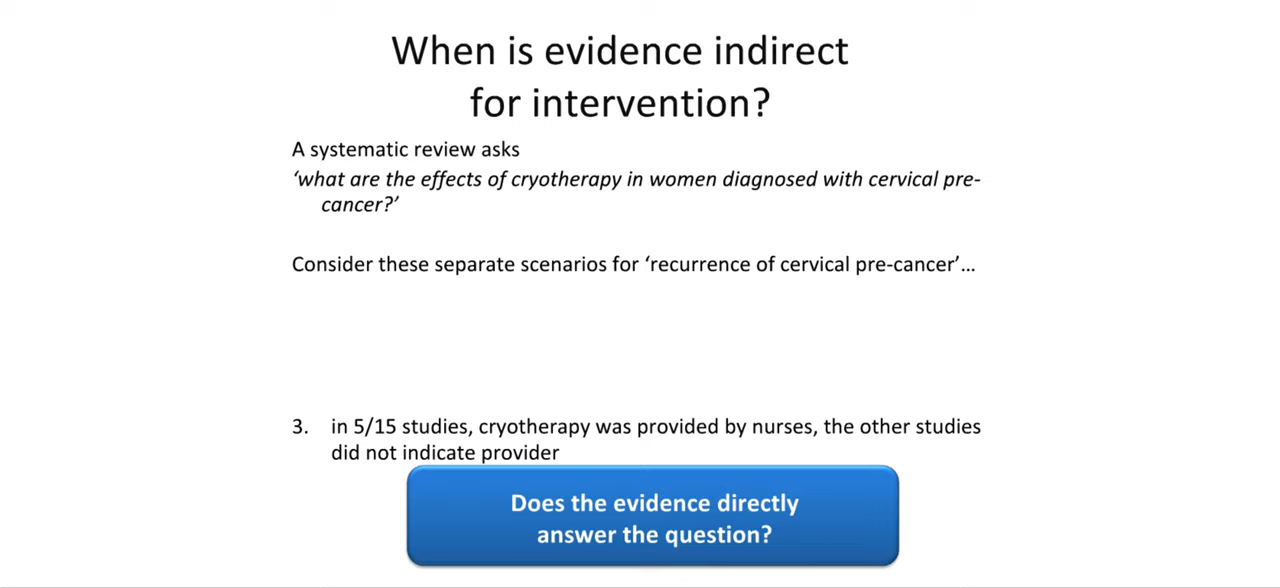 When is evidence indirect
for intervention?
A systematic review asks
‘what are the effects of cryotherapy in women diagnosed with cervical pre-
cancer?’
Consider these separate scenarios for ‘recurrence of cervical pre-cancer’...
3. in 5/15 studies, cryotherapy was provided by nurses, the other studies
did not indicate provider
Does the evidence directly
answer the question?